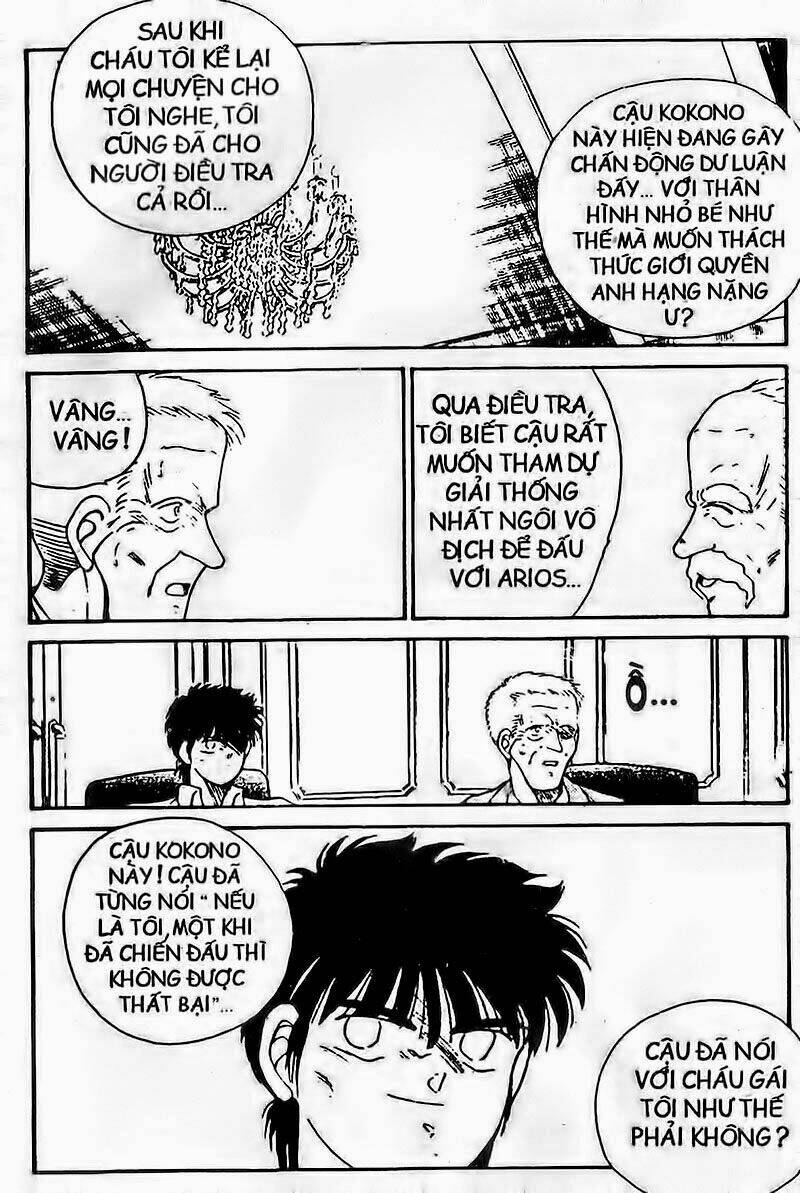 SAU KHI
CHÁU TÔI KỂ LẠI
MỌI CHUYỆN CHO
TÔI NGHE, TÔI
CŨNG ĐÃ CHO
NGƯỜI ĐIỀU TRA
CẢ RỒI...
CẬU KOKONO
NÀY HIỆN ĐANG GÂY
CHẤN ĐỘNG DƯ LUẬN
ĐẤY... VỚI THÂN
HÌNH NHỎ BÉ NHƯ
THẾ MÀ MUỐN THÁCH
THỨC GIỚI QUYỀN
ANH HẠNG NẶNG
Ư?
VÂNG...
VÂNG!
QUA ĐIỀU TRA,
TÔI BIẾT CẬU RẤT
MUỐN THAM DỰ
GIẢI THỐNG
NHẤT NGÔI VÔ
ĐỊCH ĐỂ ĐẤU
VỚI ARIOS...
Ồ...
CẬU KOKONO
NÀY! CẬU ĐÃ
TỪNG NÓI " NẾU
LÀ TÔI, MỘT KHI
ĐÃ CHIẾN ĐẤU THÌ
KHÔNG ĐƯỢC
THẤT BẠI"...
CẬU ĐÃ NÓI
VỚI CHÁU GÁI
TÔI NHƯ THẾ
PHẢI KHÔNG?